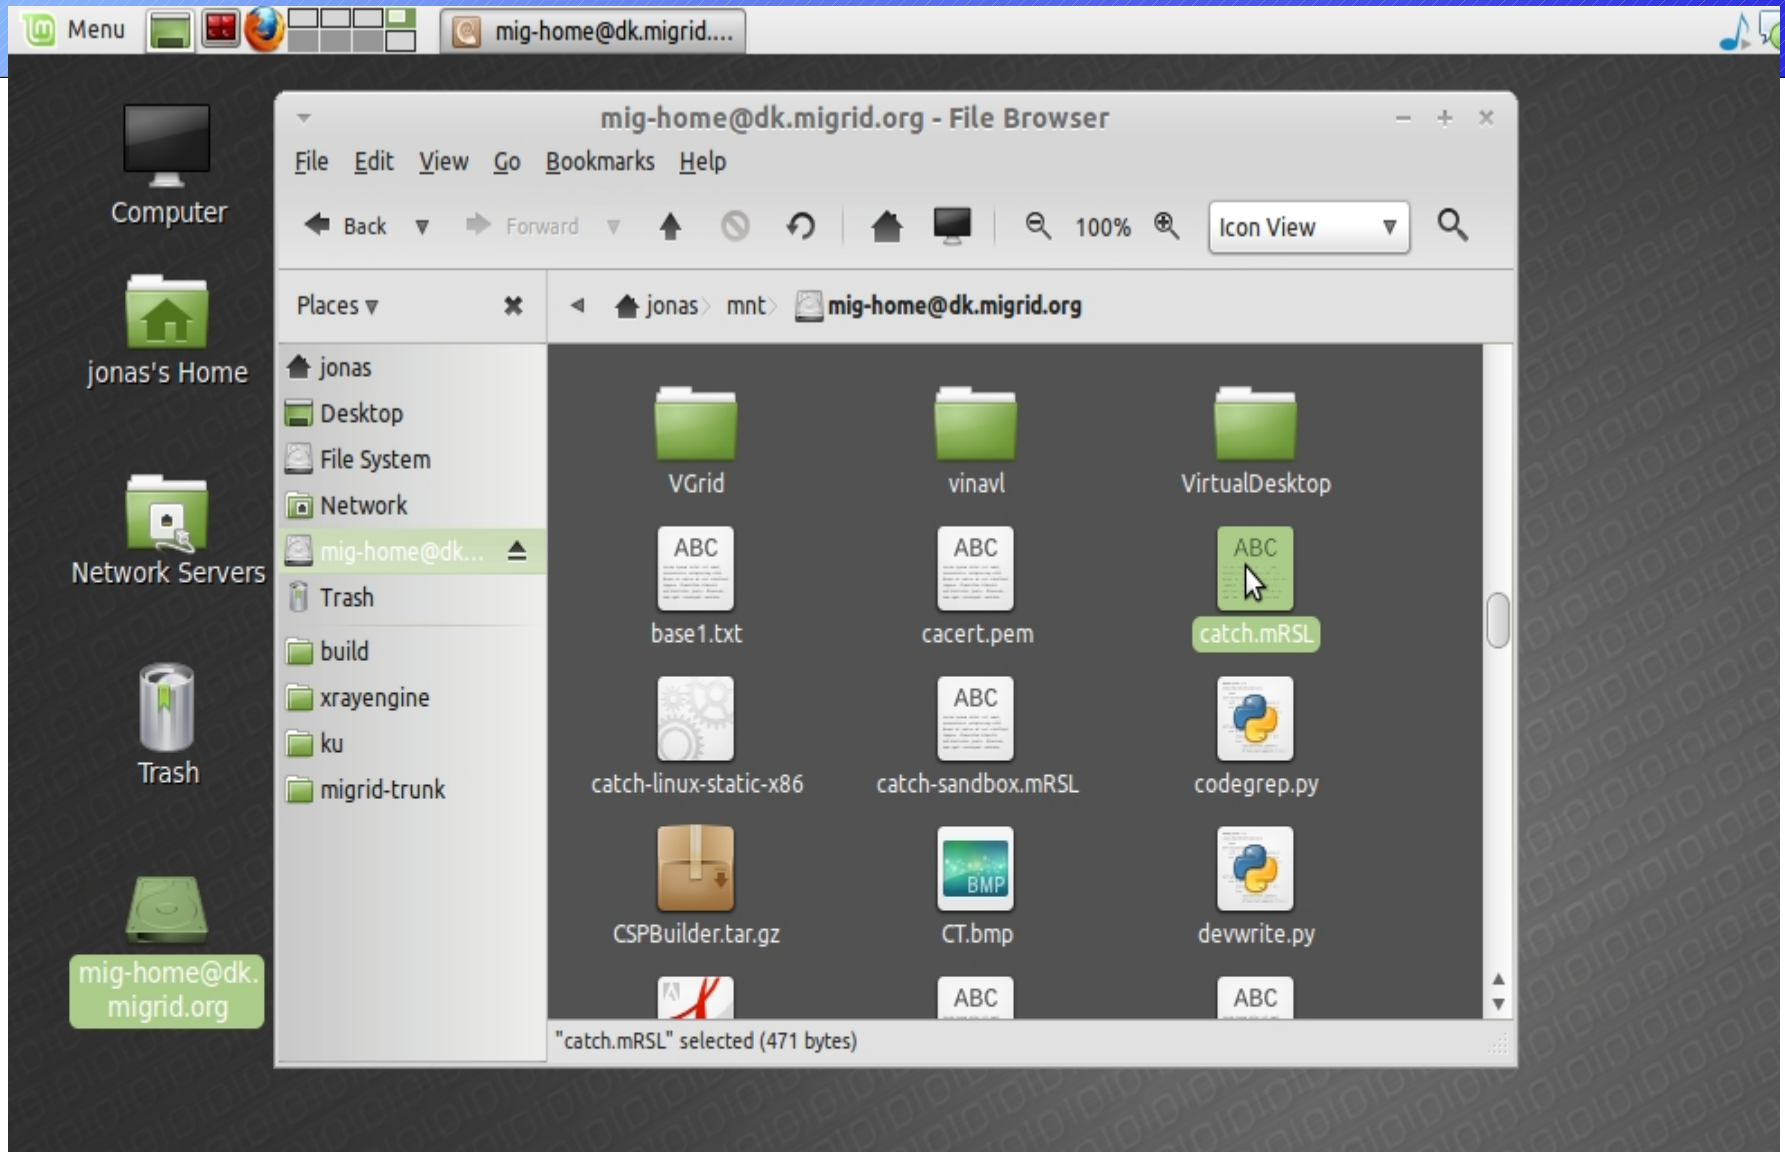 Menu
mig-home@dk.migrid....
Computer
jonas's Home
Network Servers
Trash
mig-home@dk.
migrid.org
mig-home@dk.migrid.org - File Browser
File Edit View Go Bookmarks Help
Back Forward 100% Icon View
Places
jonas mnt mig-home@dk.migrid.org
jonas
Desktop
File System
Network
mig-home@dk...
Trash
build
xrayengine
ku
migrid-trunk
VGrid vinavl VirtualDesktop
ABC ABC ABC
base1.txt cacert.pem catch.mRSL
ABC
catch-linux-static-x86 catch-sandbox.mRSL codegrep.py
BMP
CSPBuilder.tar.gz CT.bmp devwrite.py
ABC ABC
"catch.mRSL" selected (471 bytes)